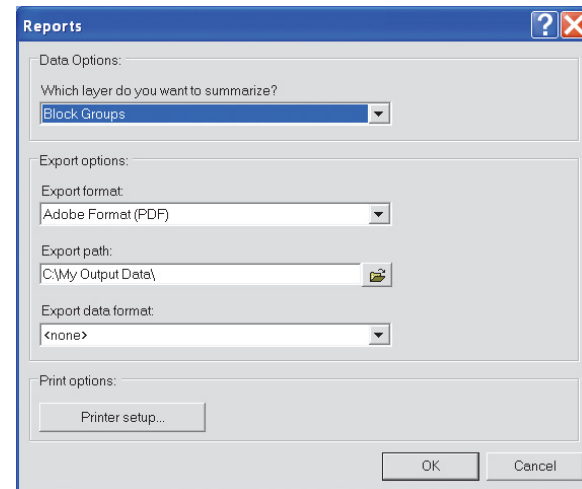 Reports
Data Options:
Which layer do you want to summarize?
Block Groups
Export options:
Export format:
Adobe Format (PDF)
Export path:
C:\My Output Data\
Export data format:
<none>
Print options:
Printer setup...
OK Cancel